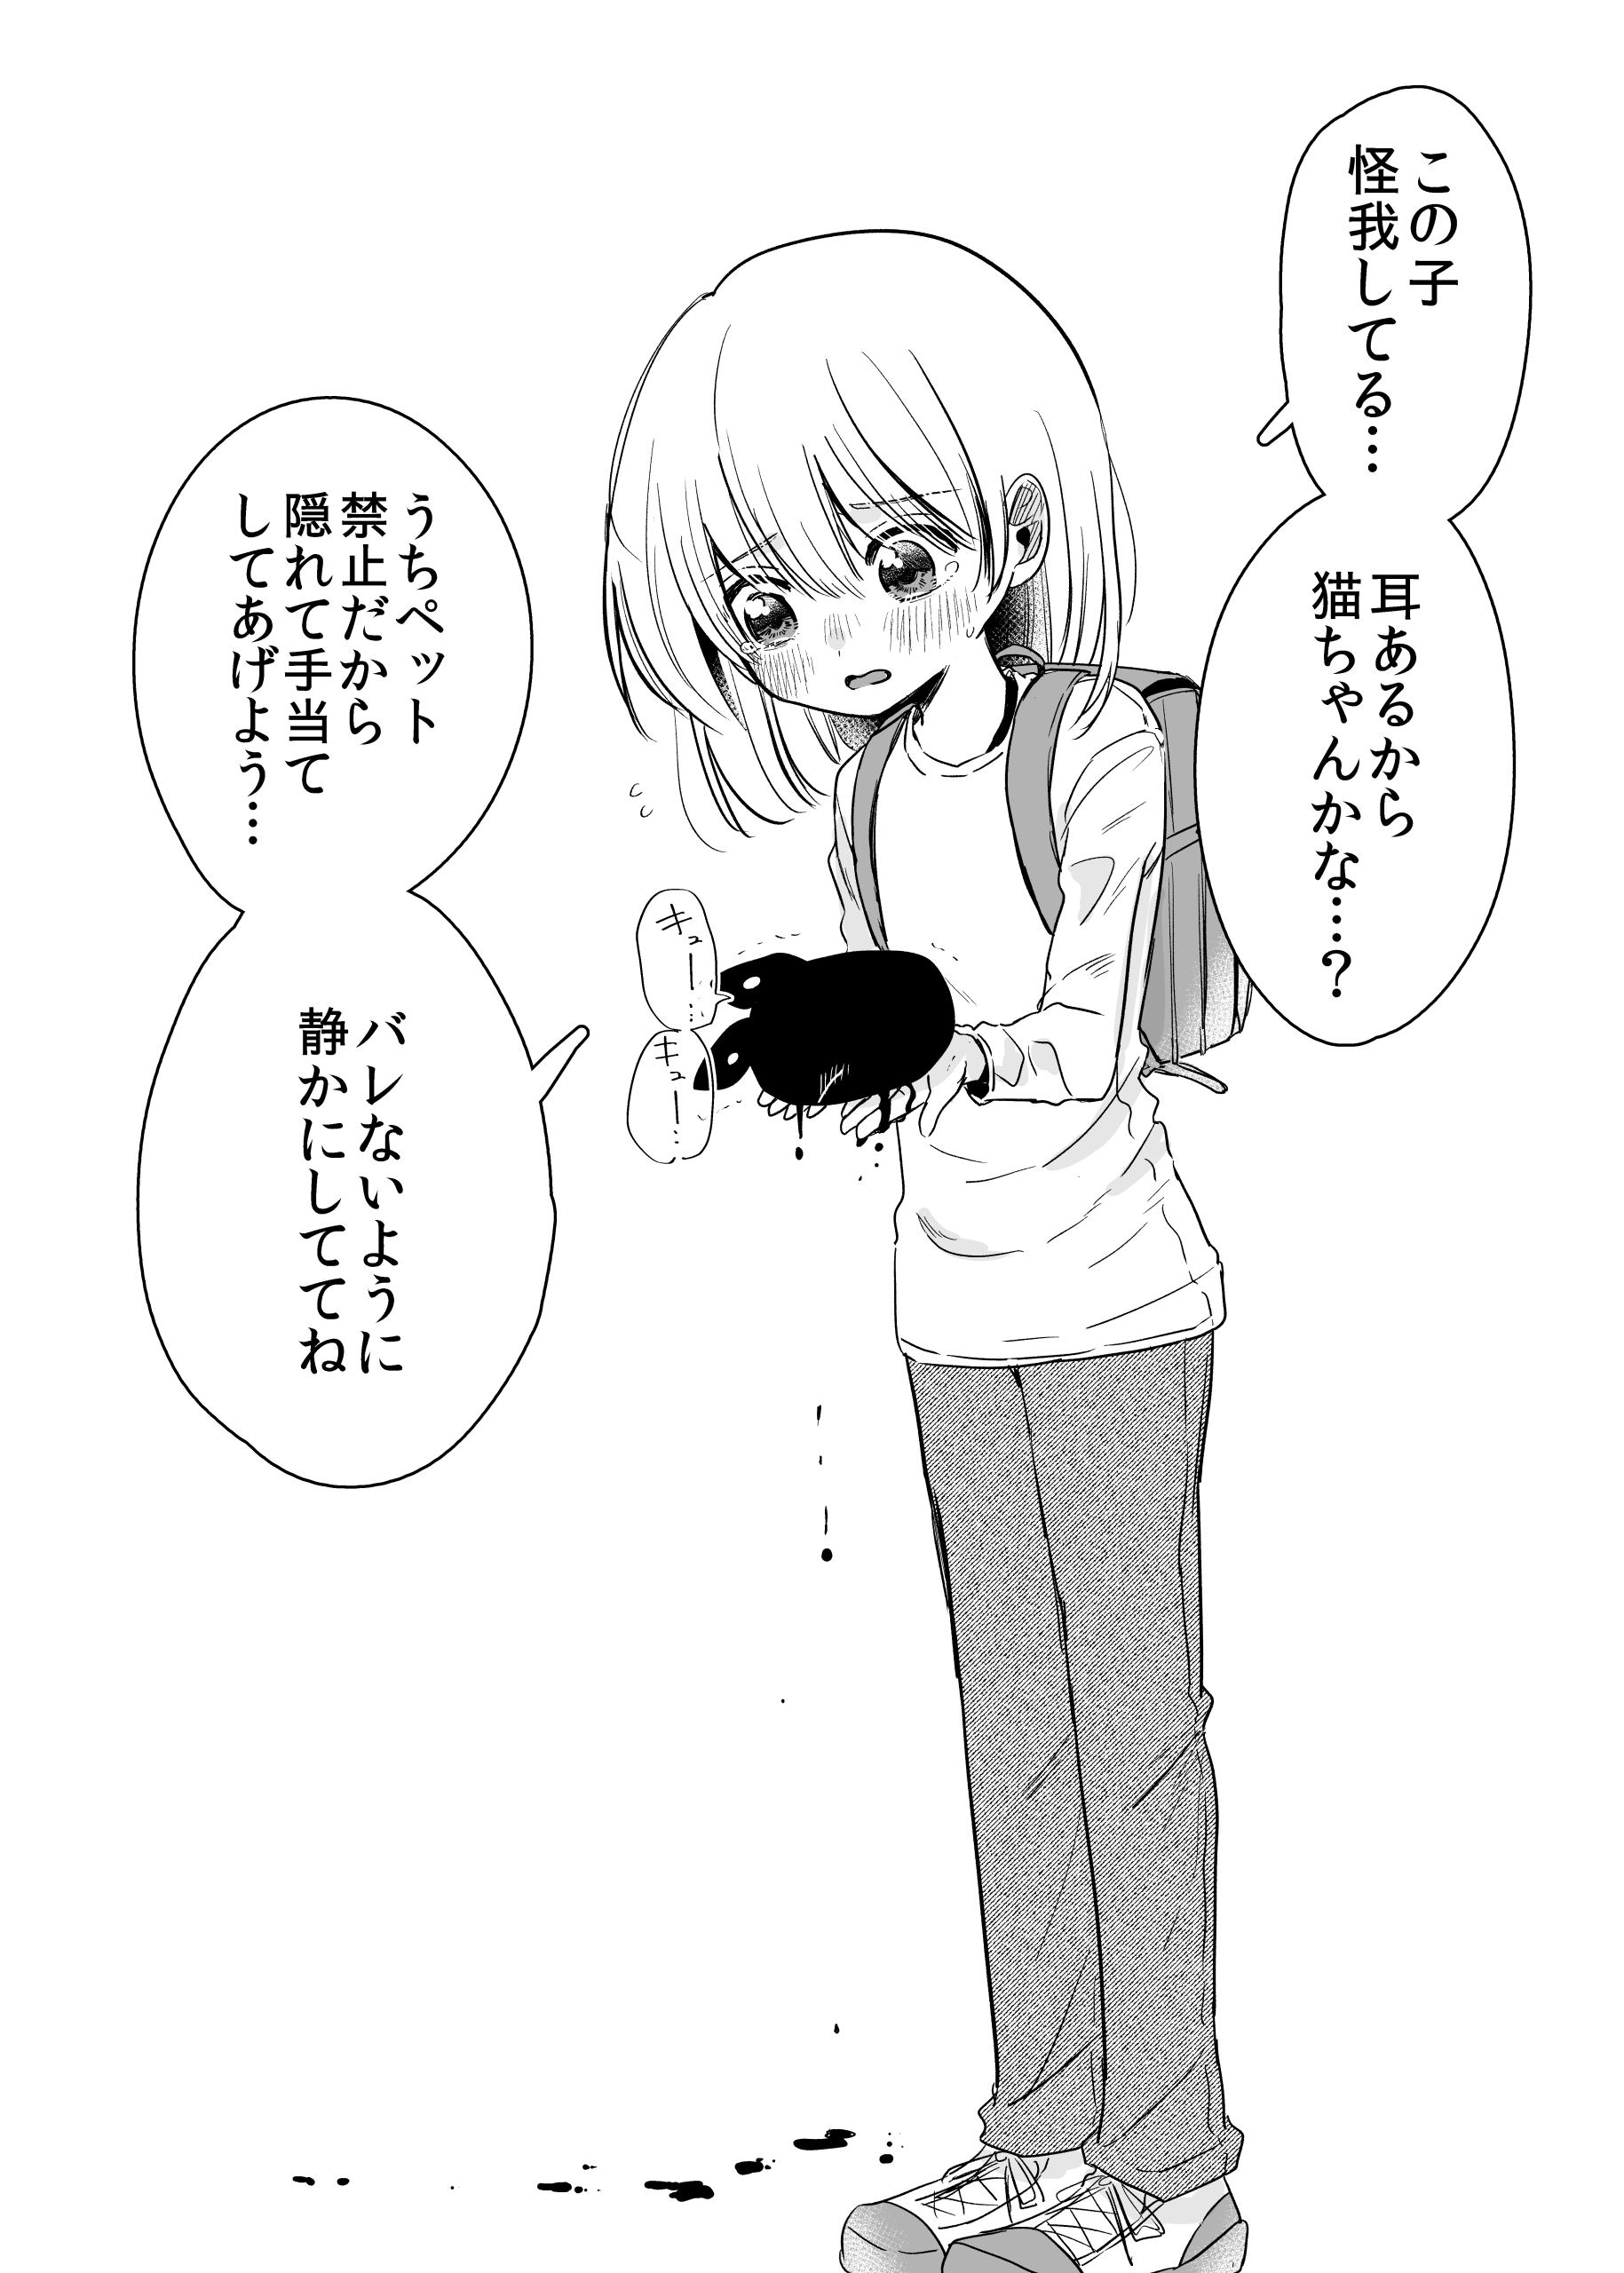 この子
怪我してる…
耳あるから
猫ちゃんかな……？
うちペット
禁止だから
隠れて手当て
してあげよう…
キュー…
キュー…
バレないように
静かにしててね